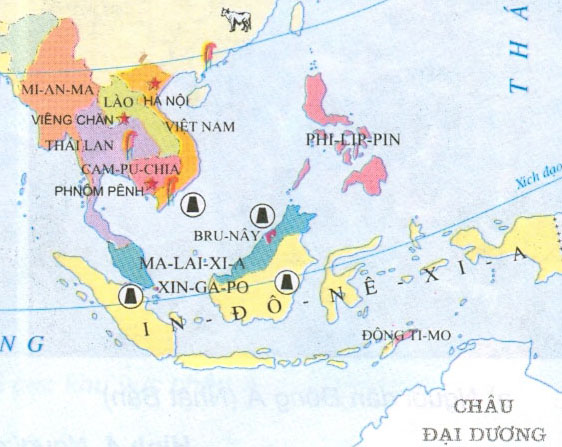 THÁ
MI-AN-MA
LÀO
HÀ NỘI
VIÊNG CHĂN
VIỆT NAM
THÁI LAN
PHI-LIP-PIN
CAM-PU-CHIA
PHNÔM PÊNH
Xích đạo
BRU-NÂY
MA-LAI-XI-A
XIN-GA-PO
IN-ĐÔ-NÊ-XI-A
ĐÔNG TI-MO
NG
CHÂU
ĐẠI DƯƠNG